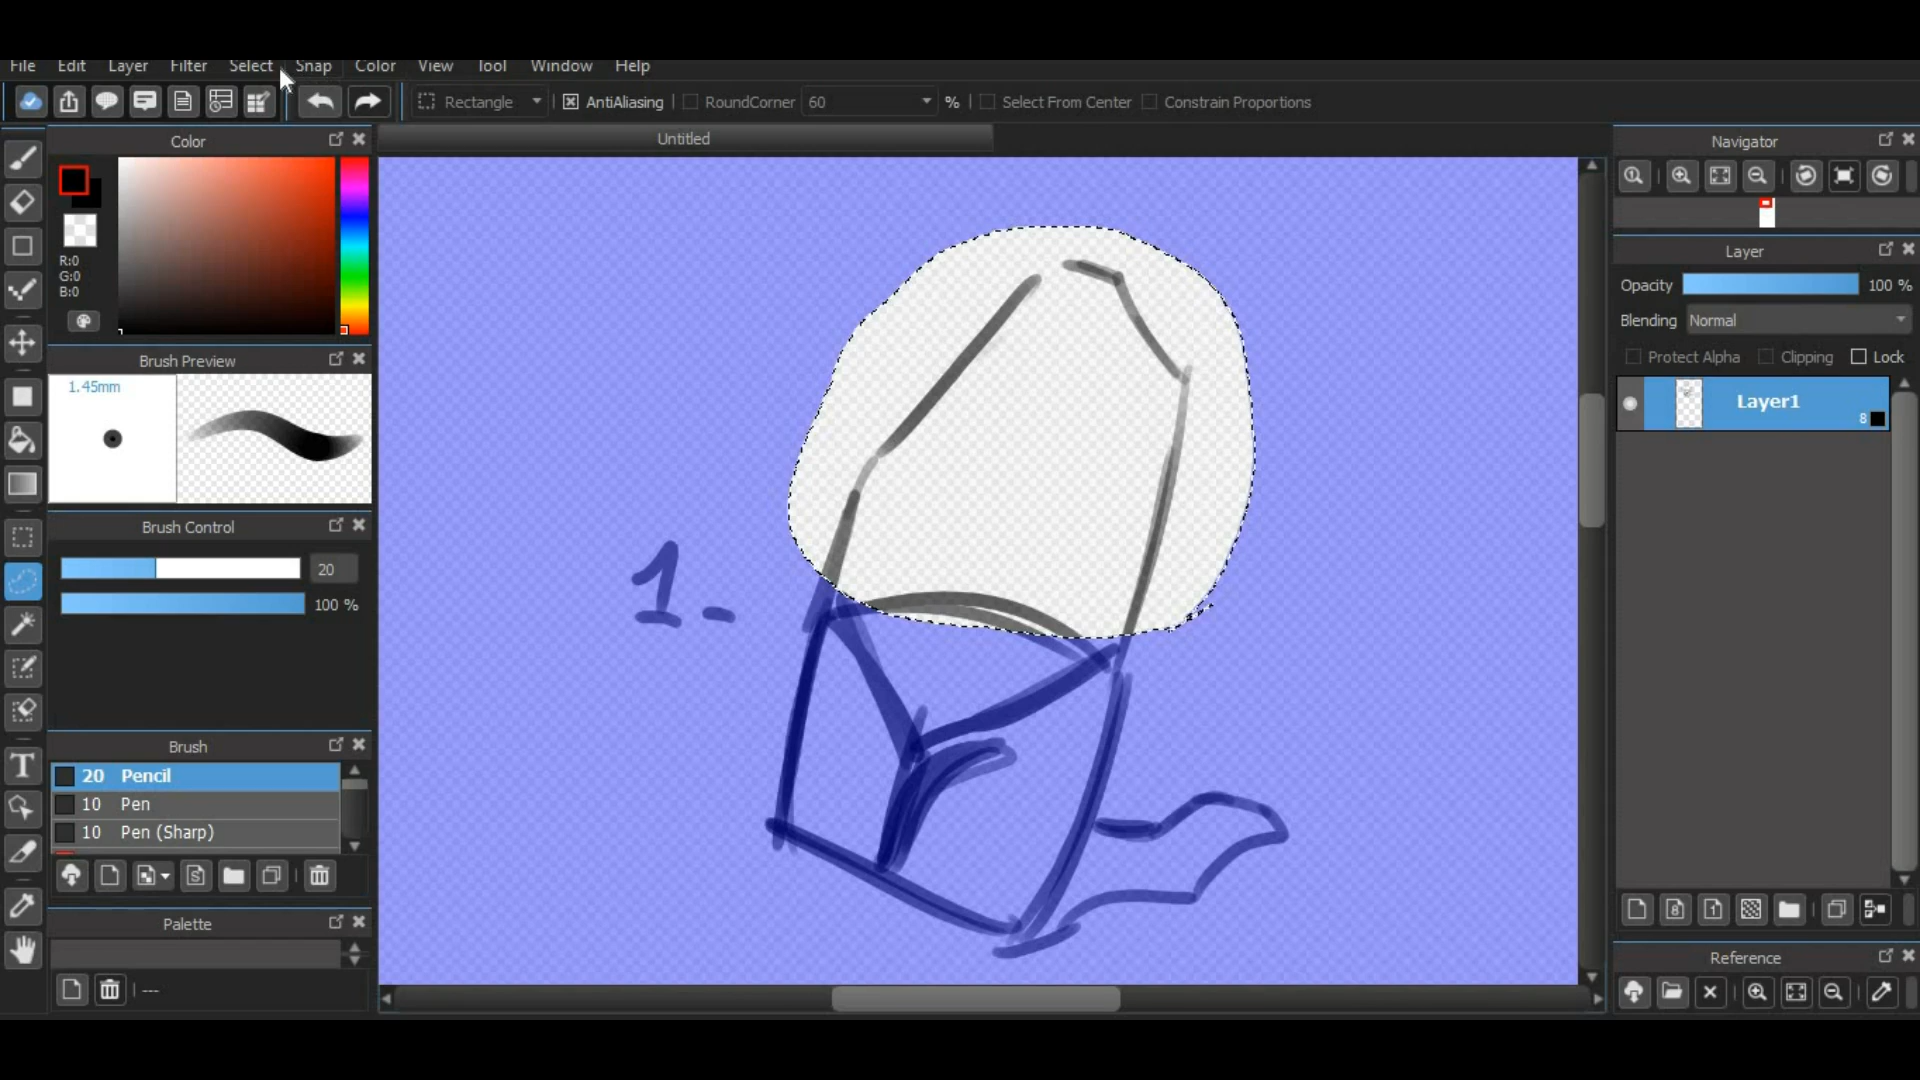 File Edit Layer Filter Select Snap Color View Tool Window Help
Rectangle AntiAliasing RoundCorner 60 % Select From Center Constrain Proportions
Color
Untitled
Navigator
R:0
G:0
B:0
Layer
Opacity 100 %
Blending Normal
Protect Alpha Clipping Lock
Layer1
8
Brush Preview
1.45mm
Brush Control
20
100 %
1-
Brush
20 Pencil
10 Pen
10 Pen (Sharp)
Palette
---
Reference